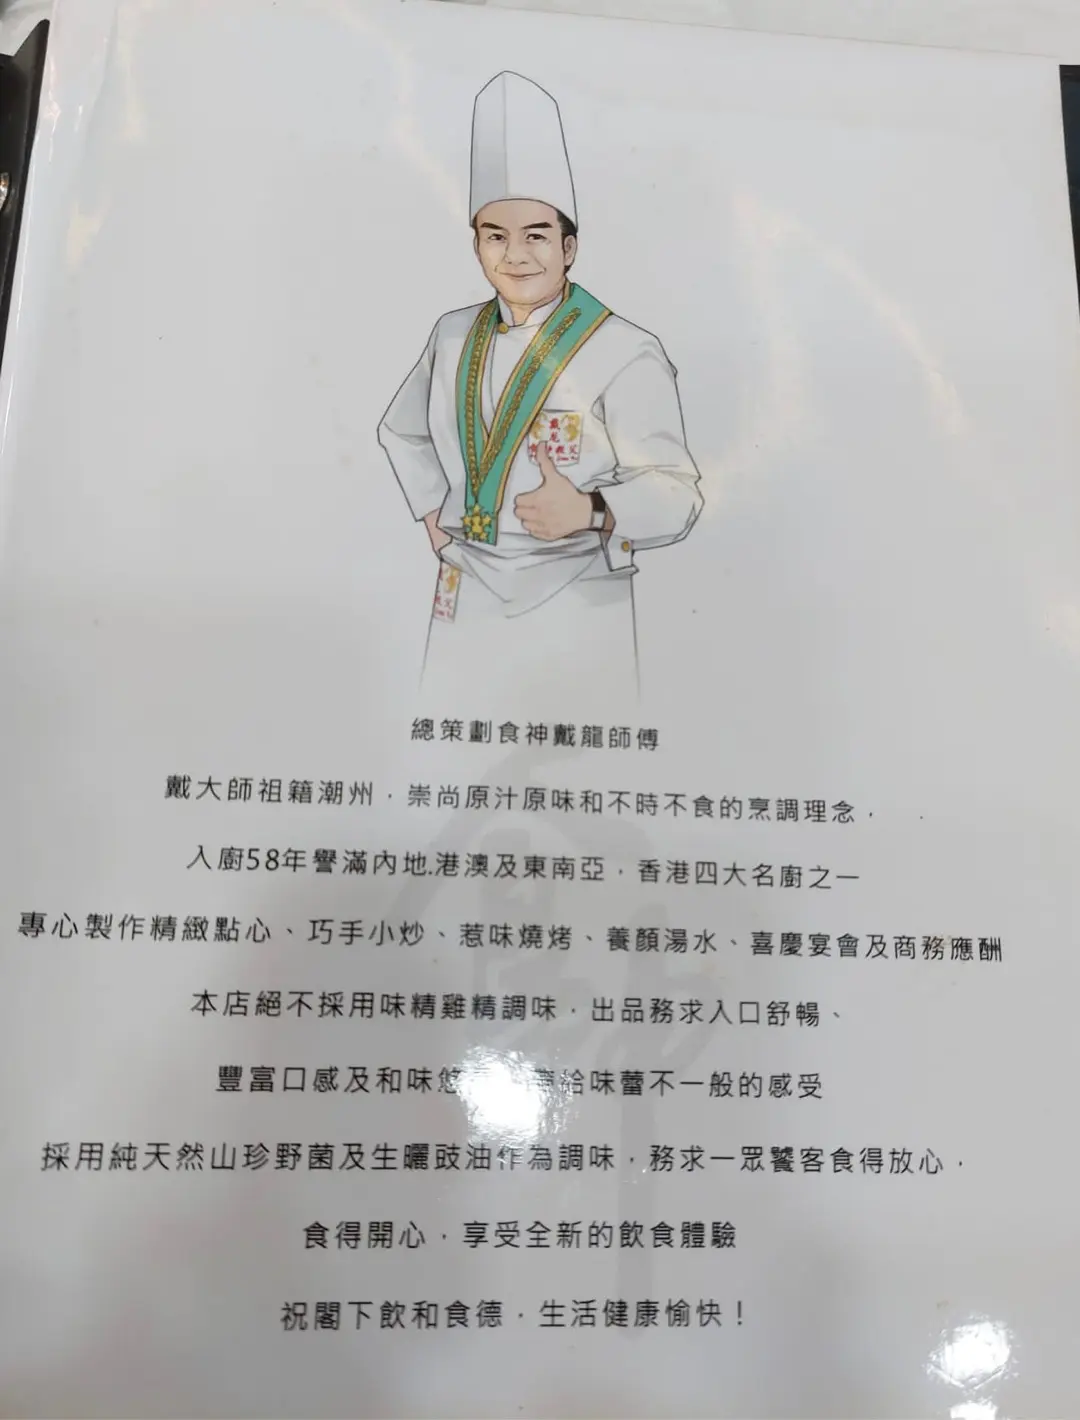 戴龍
總策劃食神戴龍師傅
戴大師祖籍潮州，崇尚原汁原味和不時不食的烹調理念，
入廚58年譽滿內地.港澳及東南亞，香港四大名廚之一
專心製作精緻點心、巧手小炒、惹味燒烤、養顏湯水、喜慶宴會及商務應酬
本店絕不採用味精雞精調味，出品務求入口舒暢、
豐富口感及和味悠 給味蕾不一般的感受
採用純天然山珍野菌及生曬豉油作為調味，務求一眾饕客食得放心，
食得開心，享受全新的飲食體驗
祝閣下飲和食德，生活健康愉快！